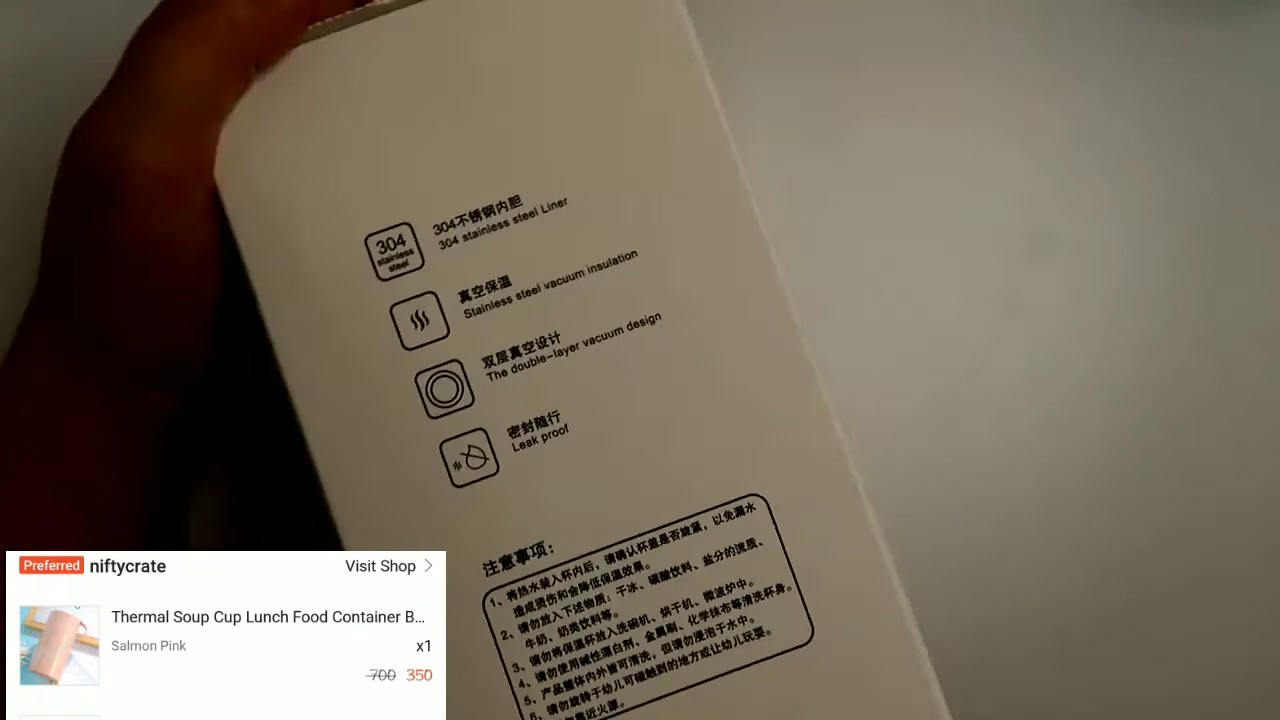 304
stainless
steel
304不锈钢内胆
304 stainless steel Liner
真空保温
Stainless steel vacuum insulation
双层真空设计
The double-layer vacuum design
密封随行
Leak proof
注意事项:
1、将热水装入杯内后，请确认杯盖是否旋紧，以免漏水
造成烫伤和会降低保温效果。
2、请勿放入下述物质：干冰、碳酸饮料、盐分的流质、
牛奶、奶类饮料等。
3、请勿将保温杯放入洗碗机、烘干机、微波炉中。
4、请勿使用碱性漂白剂、金属刷、化学抹布等清洗杯身。
5、产品整体内外皆可清洗，但请勿浸泡于水中。
6、请勿旋转于幼儿可碰触到的地方或让幼儿玩耍。
勿靠近火源。
Preferred niftycrate
Visit Shop
Thermal Soup Cup Lunch Food Container B...
Salmon Pink
x1
700 350